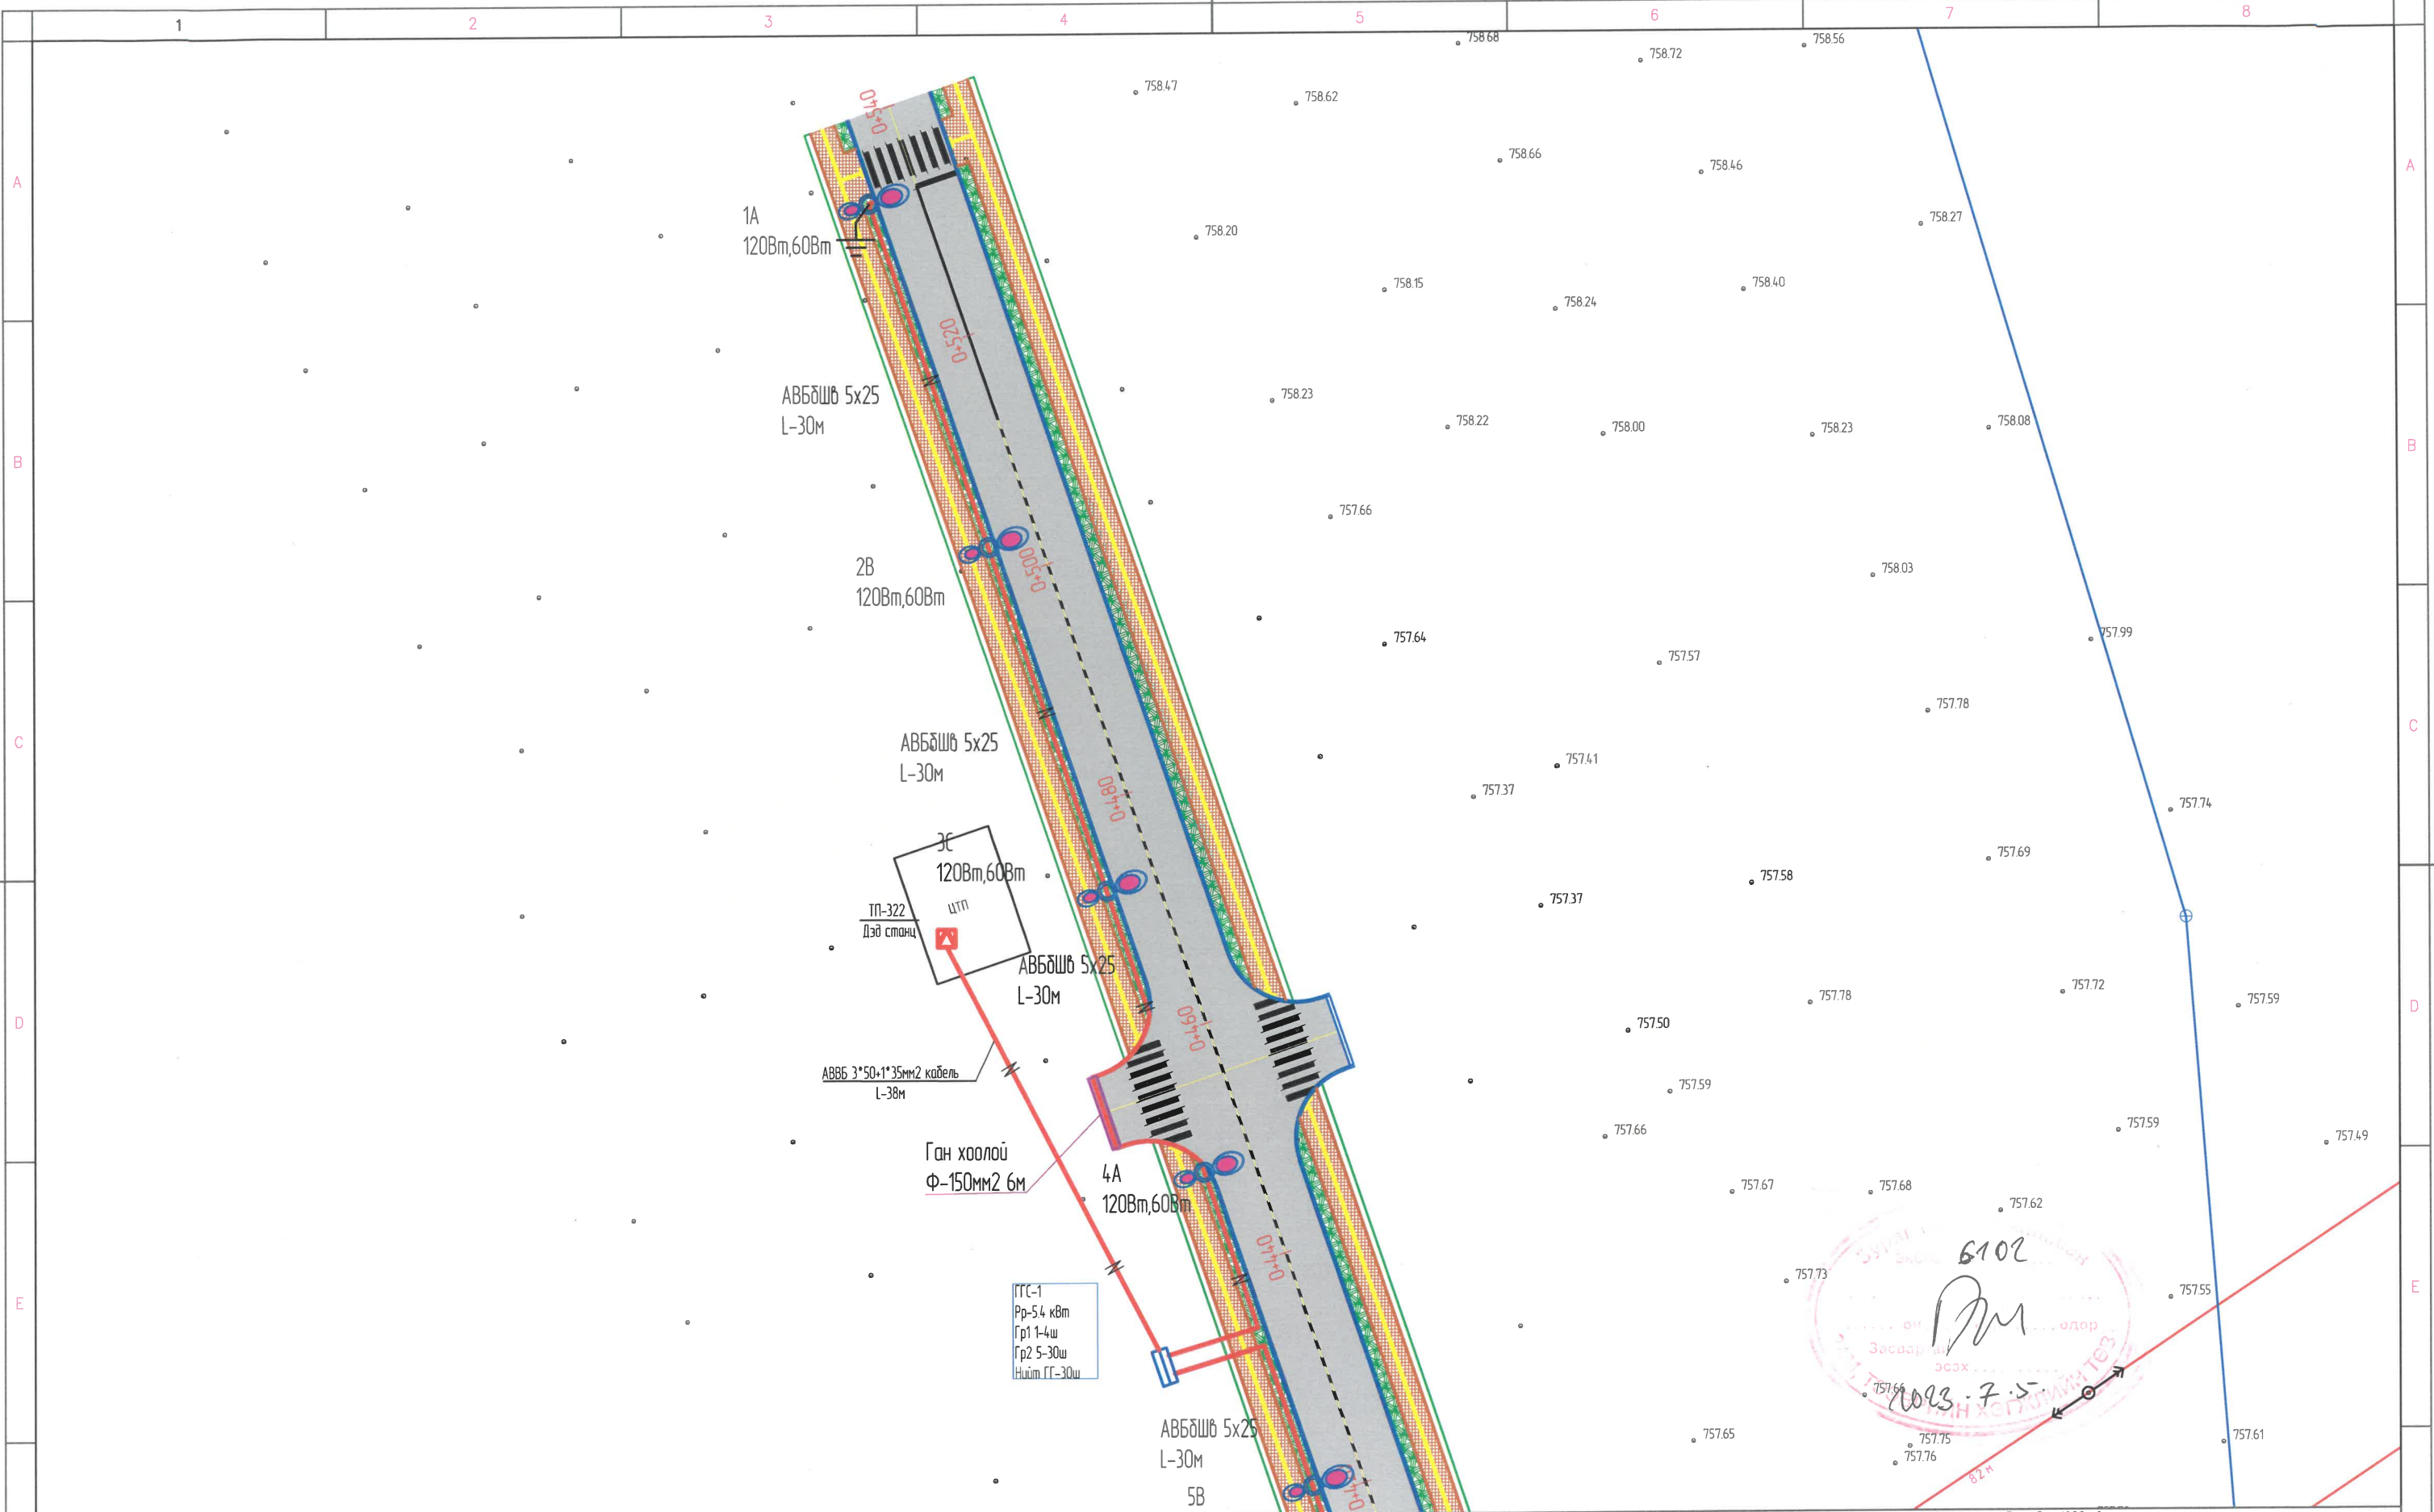 1 2 3 4 5 6 7 8
758.68
758.72
758.56
758.47
758.62
0+540
A
758.66
758.46
A
1А
120Вт,60Вт
758.20
758.27
758.15
758.24
758.40
0+520
АВБбШв 5х25
L-30м
758.23
758.22
758.00
758.23
758.08
B
B
757.66
0+500
2В
120Вт,60Вт
758.03
757.64
757.57
757.99
757.78
C
C
АВБбШв 5х25
L-30м
757.41
757.37
0+480
757.74
3С
120Вт,60Вт
757.69
757.58
757.37
ЦТП
ТП-322
Дэд станц
АВБбШв 5х25
L-30м
757.78
757.72
757.59
D
D
0+460
757.50
АВВБ 3*50+1*35мм2 кабель
L-38м
757.59
757.66
757.59
757.49
Ган хоолой
Ф-150мм2 6м
4А
120Вт,60Вт
757.67
757.68
757.62
0+440
6102
757.73
757.55
E
E
ГГС-1
Рр-5.4 кВт
Гр1 1-4ш
Гр2 5-30ш
Нийт ГГ-30ш
757.66
2023.7.5.
АВБбШв 5х25
L-30м
757.65
757.75
757.76
757.61
82м
5В